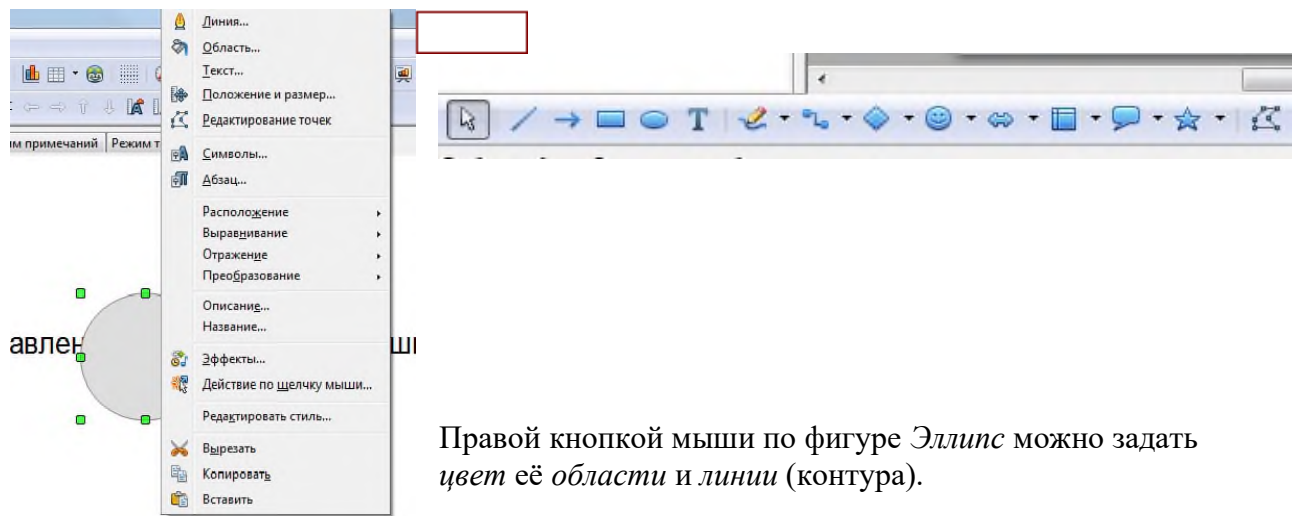 Линия...
Область...
Текст...
Положение и размер...
Редактирование точек
м примечаний
Режим т
Символы...
Абзац...
Расположение
Выравнивание
Отражение
Преобразование
Описание...
Название...
авлен
Эффекты...
Действие по щелчку мыши...
Редактировать стиль...
Вырезать
Копировать
Вставить
T
Правой кнопкой мыши по фигуре Эллипс можно задать
цвет её области и линии (контура).